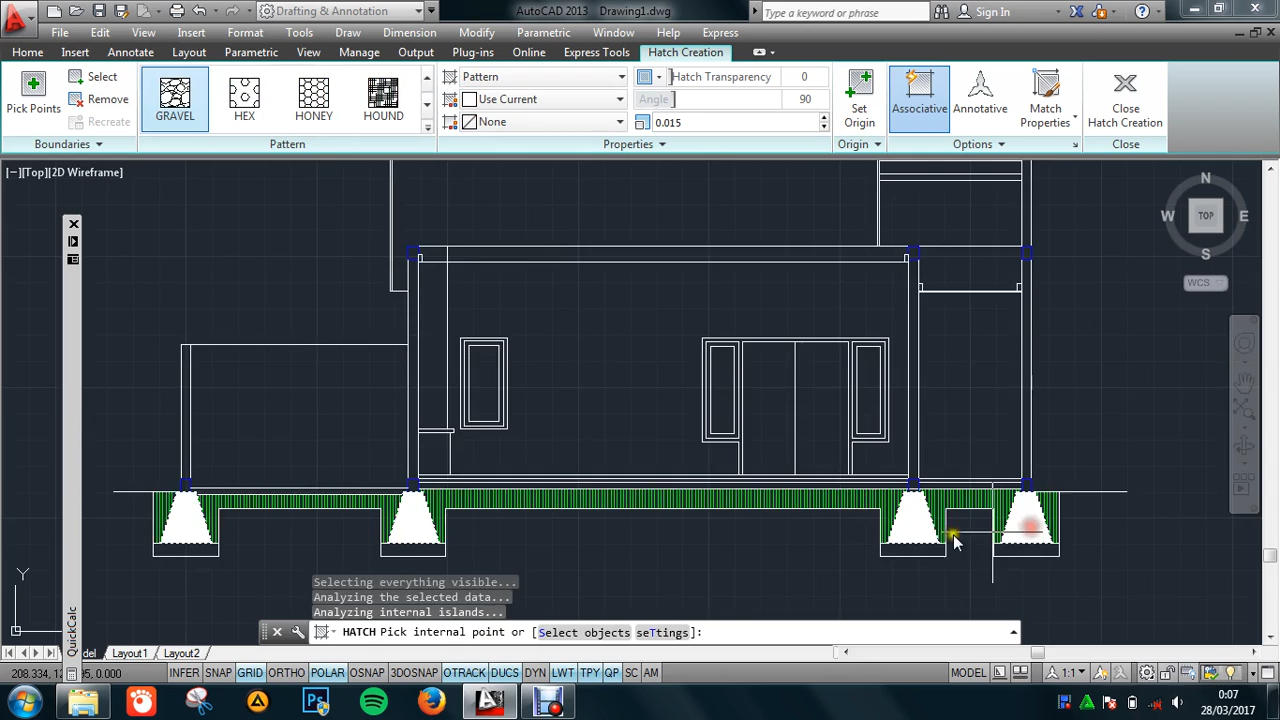 Drafting & Annotation
AutoCAD 2013 Drawing1.dwg
Type a keyword or phrase
Sign In
File Edit View Insert Format Tools Draw Dimension Modify Parametric Window Help Express
Home Insert Annotate Layout Parametric View Manage Output Plug-ins Online Express Tools Hatch Creation
Pick Points
Select
Remove
Recreate
Boundaries
GRAVEL HEX HONEY HOUND
Pattern
Pattern
Use Current
None
Hatch Transparency 0
Angle 90
0.015
Properties
Set Origin
Origin
Associative
Annotative
Match Properties
Options
Close Hatch Creation
Close
[−][Top][2D Wireframe]
N
W TOP E
S
WCS
QuickCalc
Y
X
Selecting everything visible...
Analyzing the selected data...
Analyzing internal islands...
HATCH Pick internal point or [Select objects seTtings]:
Layout1 Layout2
INFER SNAP GRID ORTHO POLAR OSNAP 3DOSNAP OTRACK DUCS DYN LWT TPY QP SC AM
MODEL 1:1
0:07
28/03/2017